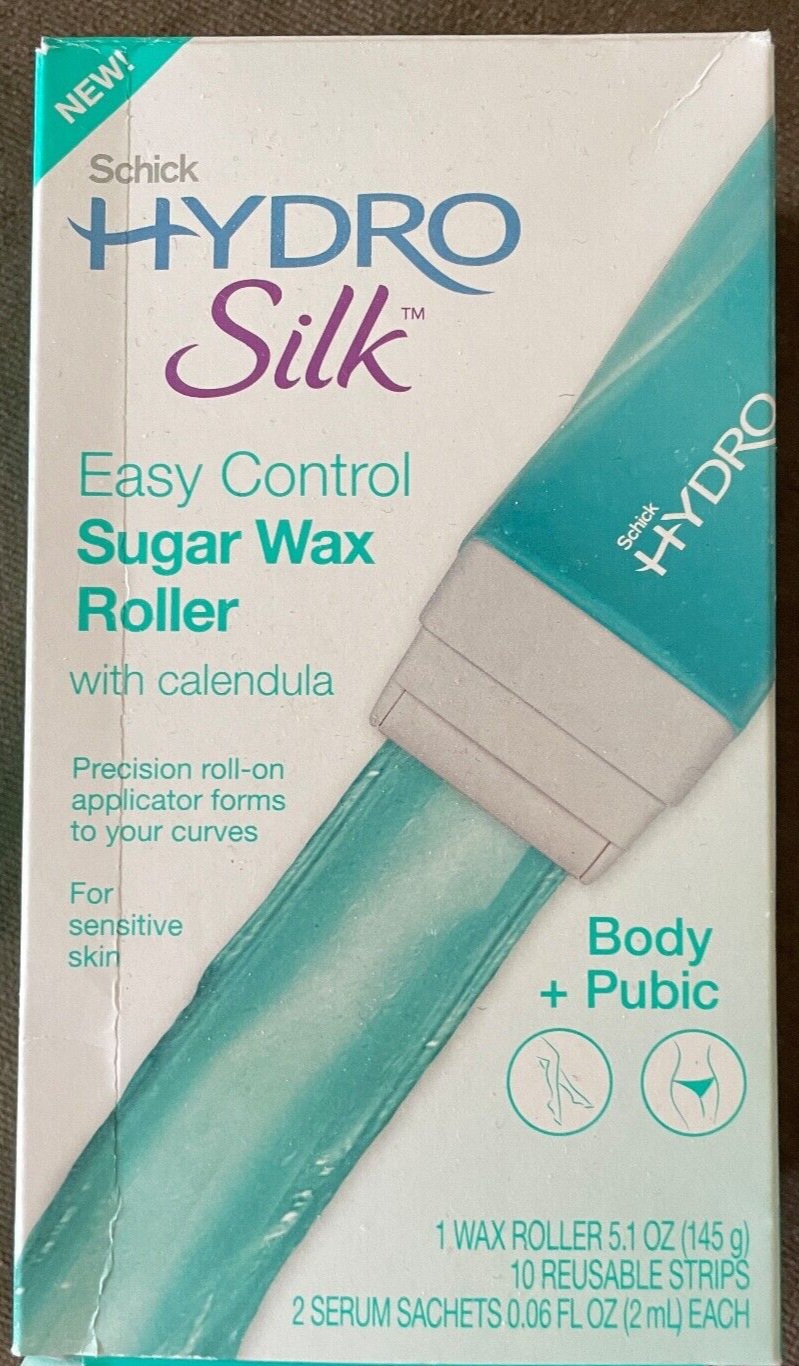 NEW!
Schick
HYDRO
Silk™
Easy Control
Sugar Wax
Roller
with calendula
Precision roll-on
applicator forms
to your curves
For
sensitive
skin
Schick
HYDRO
Body
+ Pubic
1 WAX ROLLER 5.1 OZ (145 g)
10 REUSABLE STRIPS
2 SERUM SACHETS 0.06 FL OZ (2 mL) EACH